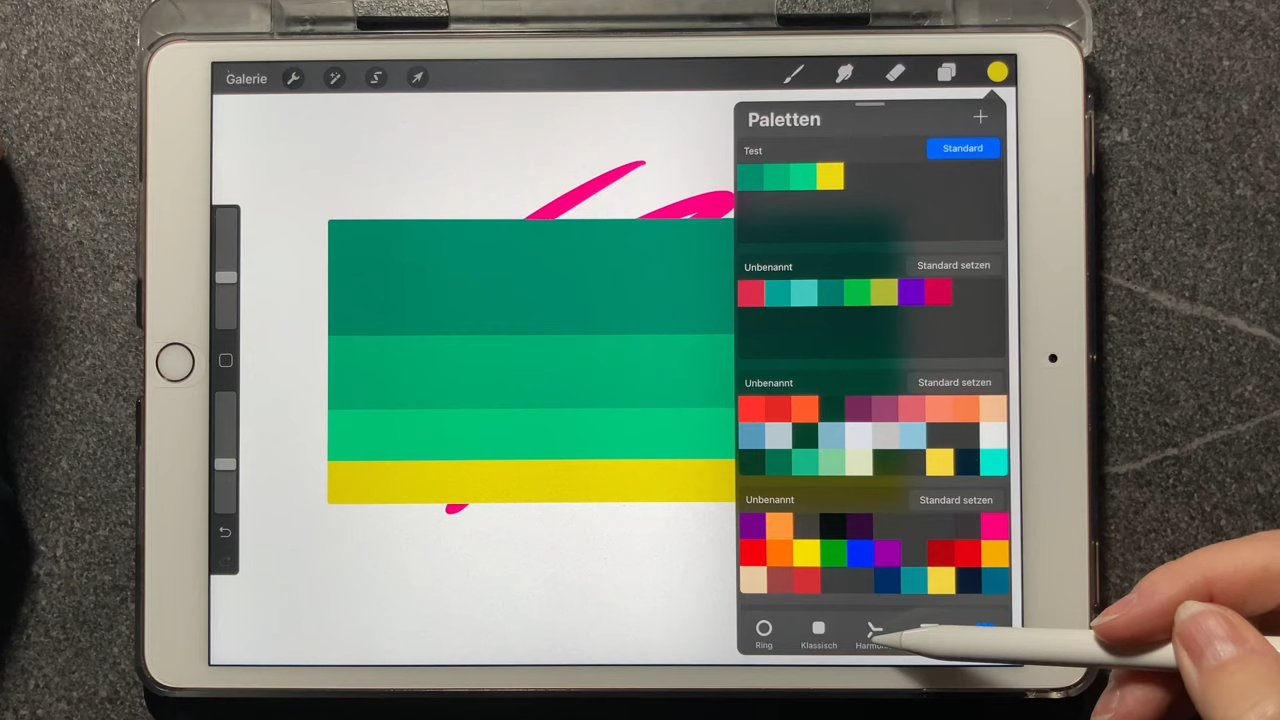 Galerie
Paletten
Test
Standard
Unbenannt
Standard setzen
Unbenannt
Standard setzen
Unbenannt
Standard setzen
Ring
Klassisch